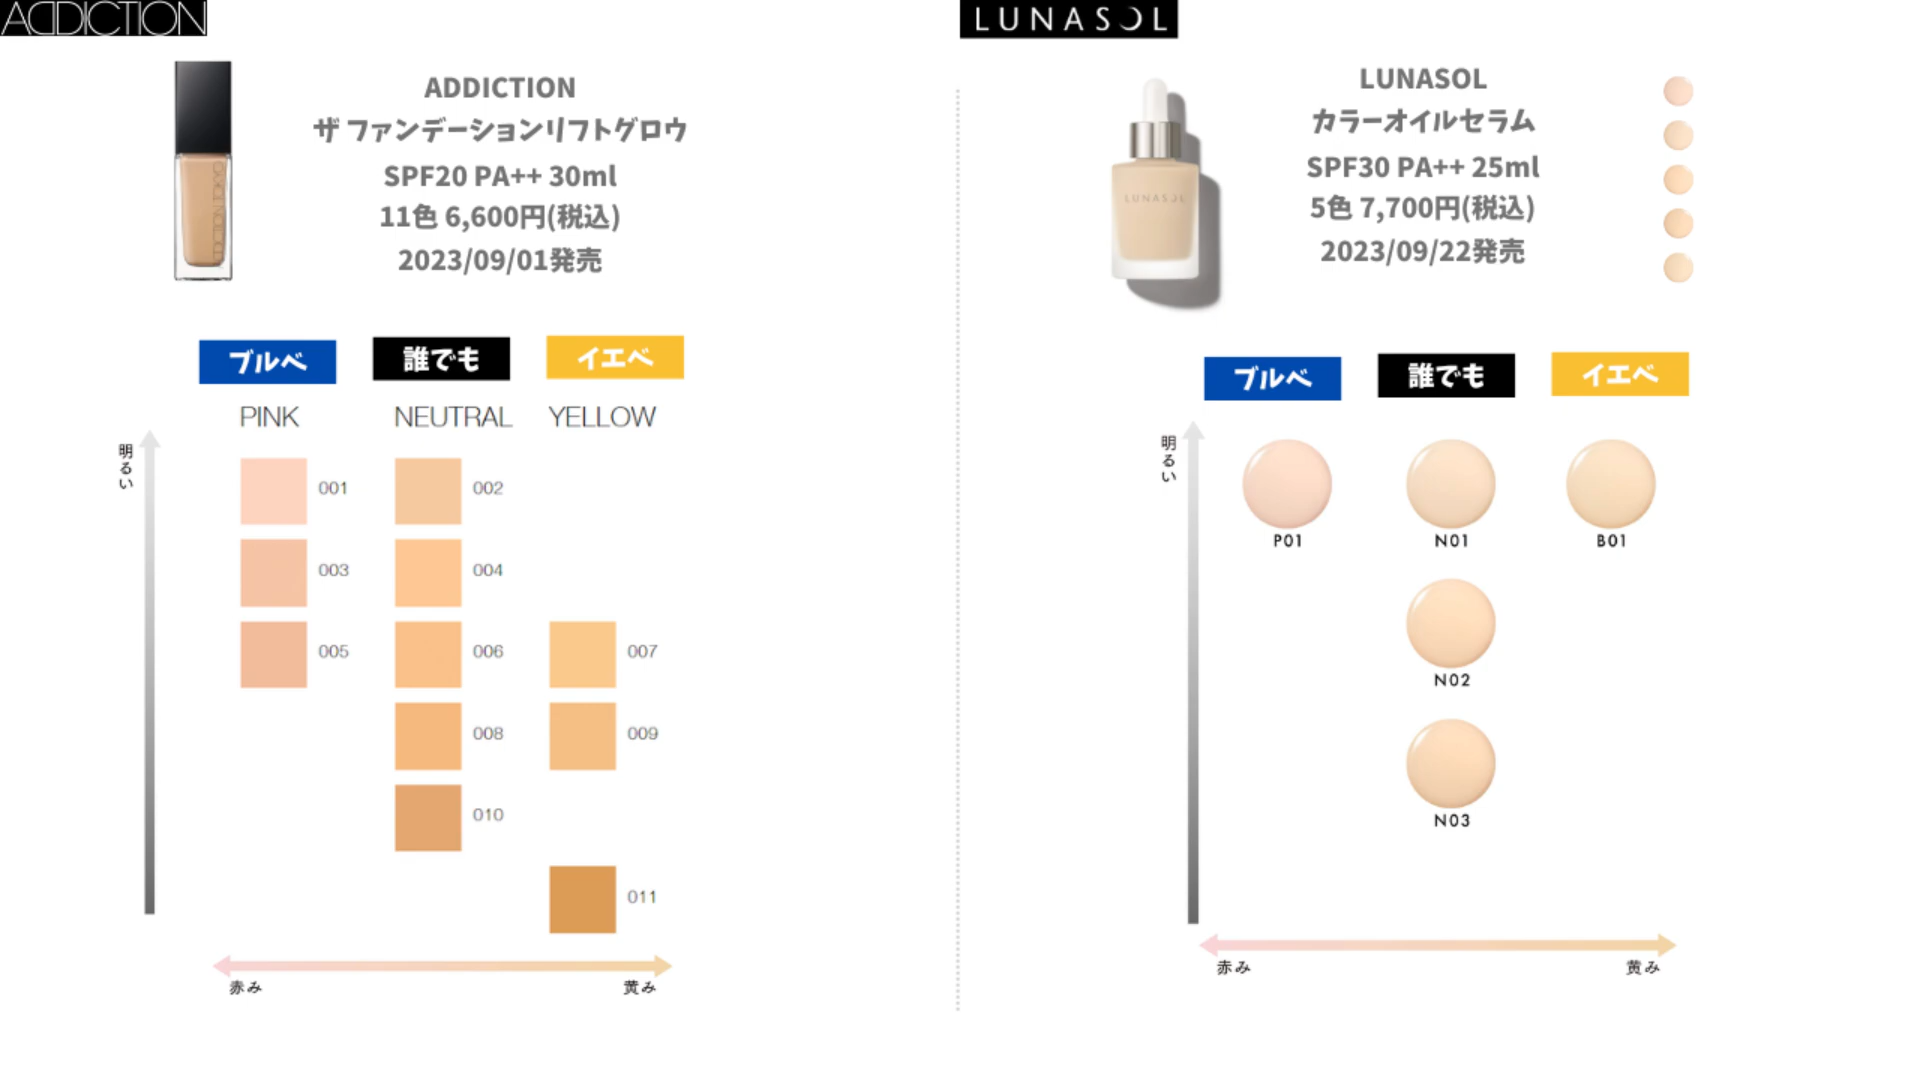 ADDICTION
ADDICTION
ザ ファンデーションリフトグロウ
SPF20 PA++ 30ml
11色 6,600円(税込)
2023/09/01発売
ブルベ
誰でも
イエベ
PINK
NEUTRAL
YELLOW
明るい
001
002
003
004
005
006
007
008
009
010
011
赤み
黄み
LUNASOL
LUNASOL
カラーオイルセラム
SPF30 PA++ 25ml
5色 7,700円(税込)
2023/09/22発売
LUNASOL
ブルベ
誰でも
イエベ
明るい
P01
N01
B01
N02
N03
赤み
黄み